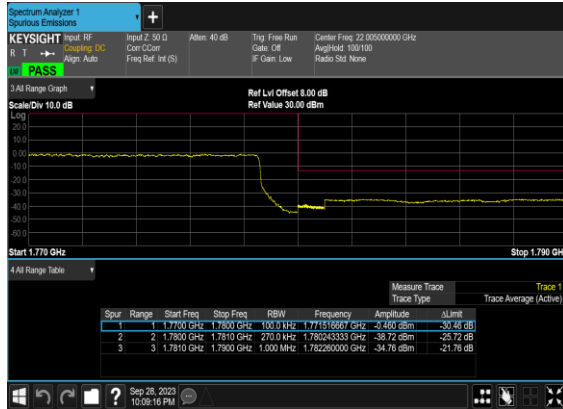 Spectrum Analyzer 1
Spurious Emissions
+
KEYSIGHT Input: RF Input Z: 50 Ω Atten: 40 dB Trig: Free Run Center Freq: 22.005000000 GHz
R T Coupling: DC Corr CCorr Gate: Off Avg|Hold: 100/100
Align: Auto Freq Ref: Int (S) IF Gain: Low Radio Std: None
LXI PASS
3 All Range Graph
Ref Lvl Offset 8.00 dB
Scale/Div 10.0 dB Ref Value 30.00 dBm
Log
20.0
10.0
0.00
-10.0
-20.0
-30.0
-40.0
-50.0
-60.0
Start 1.770 GHz Stop 1.790 GH
4 All Range Table
Measure Trace Trace 1
Trace Type Trace Average (Active)
Spur Range Start Freq Stop Freq RBW Frequency Amplitude ΔLimit
1 1 1.7700 GHz 1.7800 GHz 100.0 kHz 1.771516667 GHz -0.460 dBm -30.46 dB
2 2 1.7800 GHz 1.7810 GHz 270.0 kHz 1.780243333 GHz -38.72 dBm -25.72 dB
3 3 1.7810 GHz 1.7900 GHz 1.000 MHz 1.782260000 GHz -34.76 dBm -21.76 dB
? Sep 28, 2023
10:09:16 PM